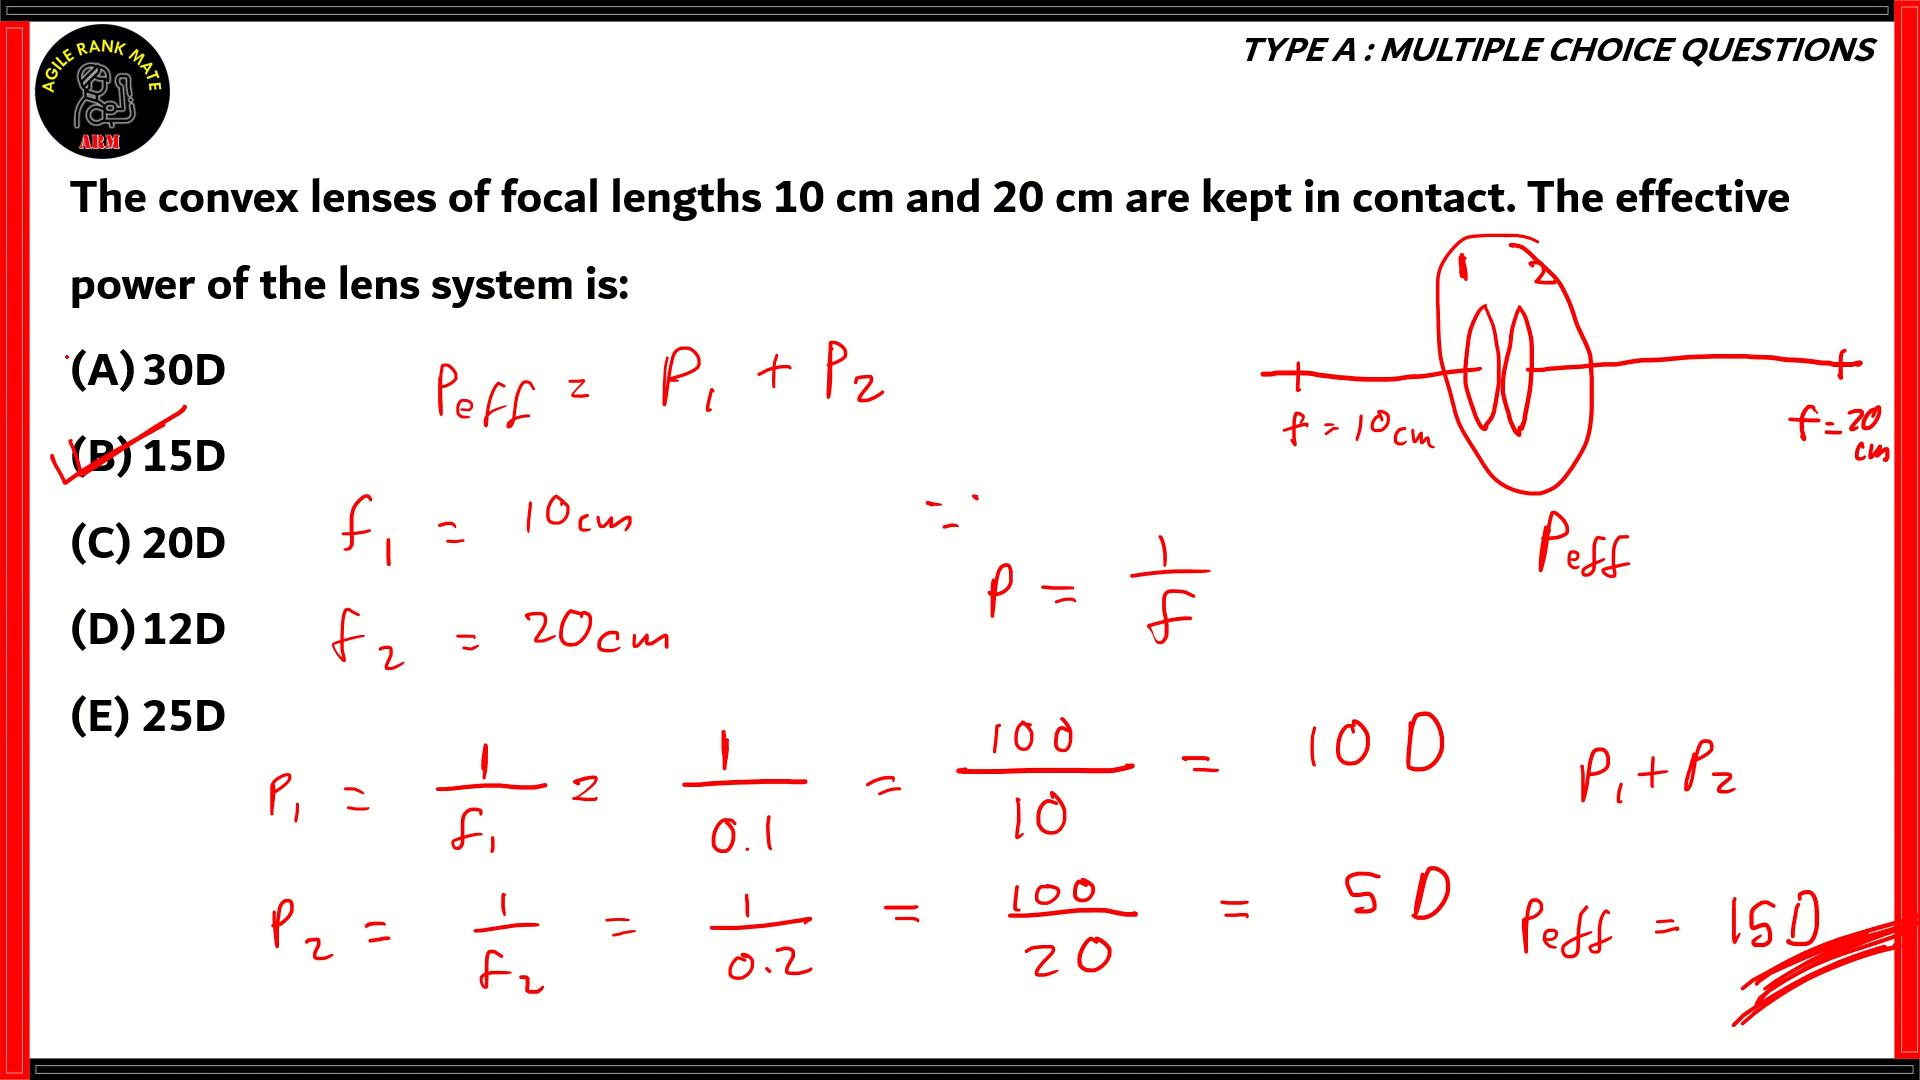 AGILE RANK MATE
ARM
TYPE A : MULTIPLE CHOICE QUESTIONS
The convex lenses of focal lengths 10 cm and 20 cm are kept in contact. The effective
power of the lens system is:
1 2
(A) 30D
Peff = P₁ + P₂
f = 10cm
f = 20 cm
(B) 15D
(C) 20D
f₁ = 10cm
Peff
P = 1/f
(D) 12D
f₂ = 20cm
(E) 25D
P₁ = 1/f₁ = 1/0.1 = 100/10 = 10 D
P₁ + P₂
P₂ = 1/f₂ = 1/0.2 = 100/20 = 5 D
Peff = 15D